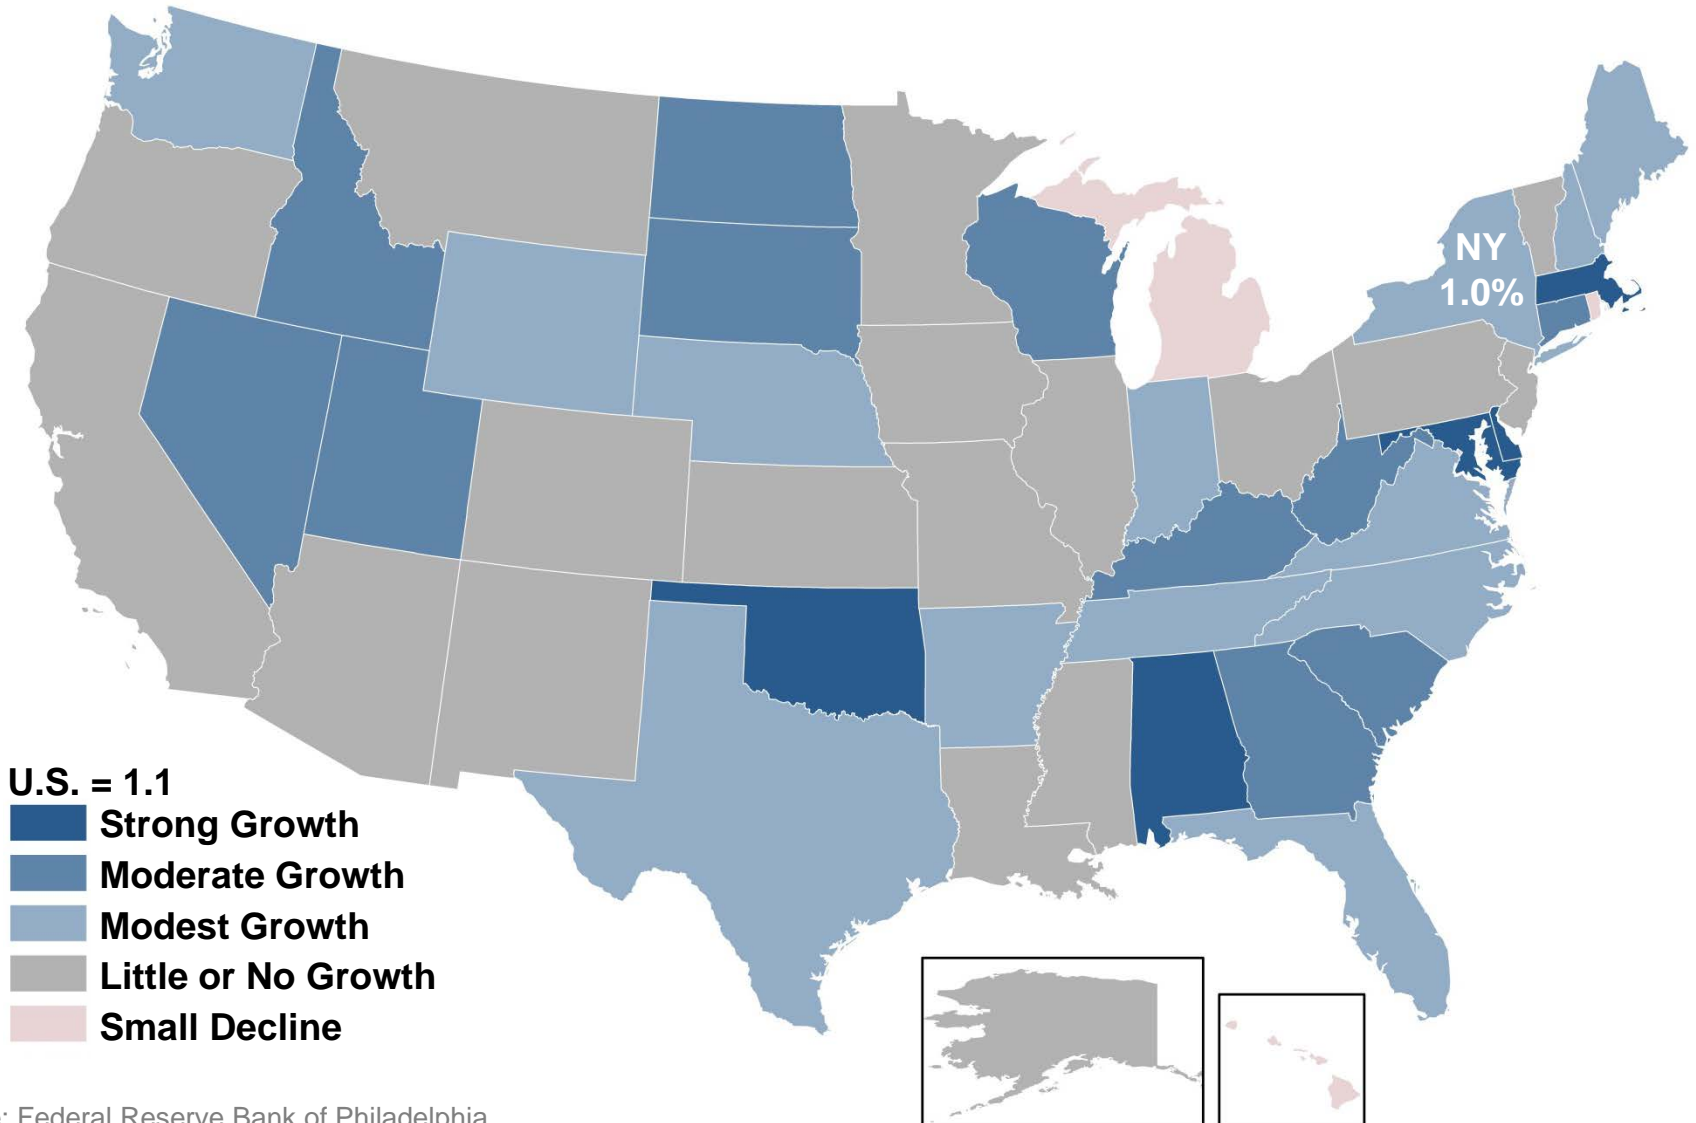 NY
1.0%
U.S. = 1.1
Strong Growth
Moderate Growth
Modest Growth
Little or No Growth
Small Decline
: Federal Reserve Bank of Philadelphia